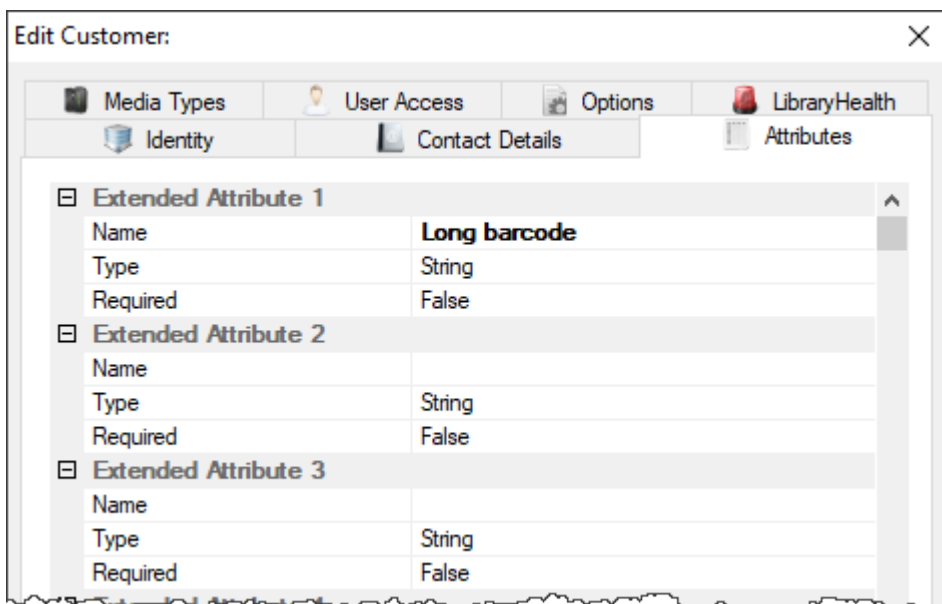 Edit Customer:
Media Types User Access Options LibraryHealth
Identity Contact Details Attributes
Extended Attribute 1
Name Long barcode
Type String
Required False
Extended Attribute 2
Name
Type String
Required False
Extended Attribute 3
Name
Type String
Required False